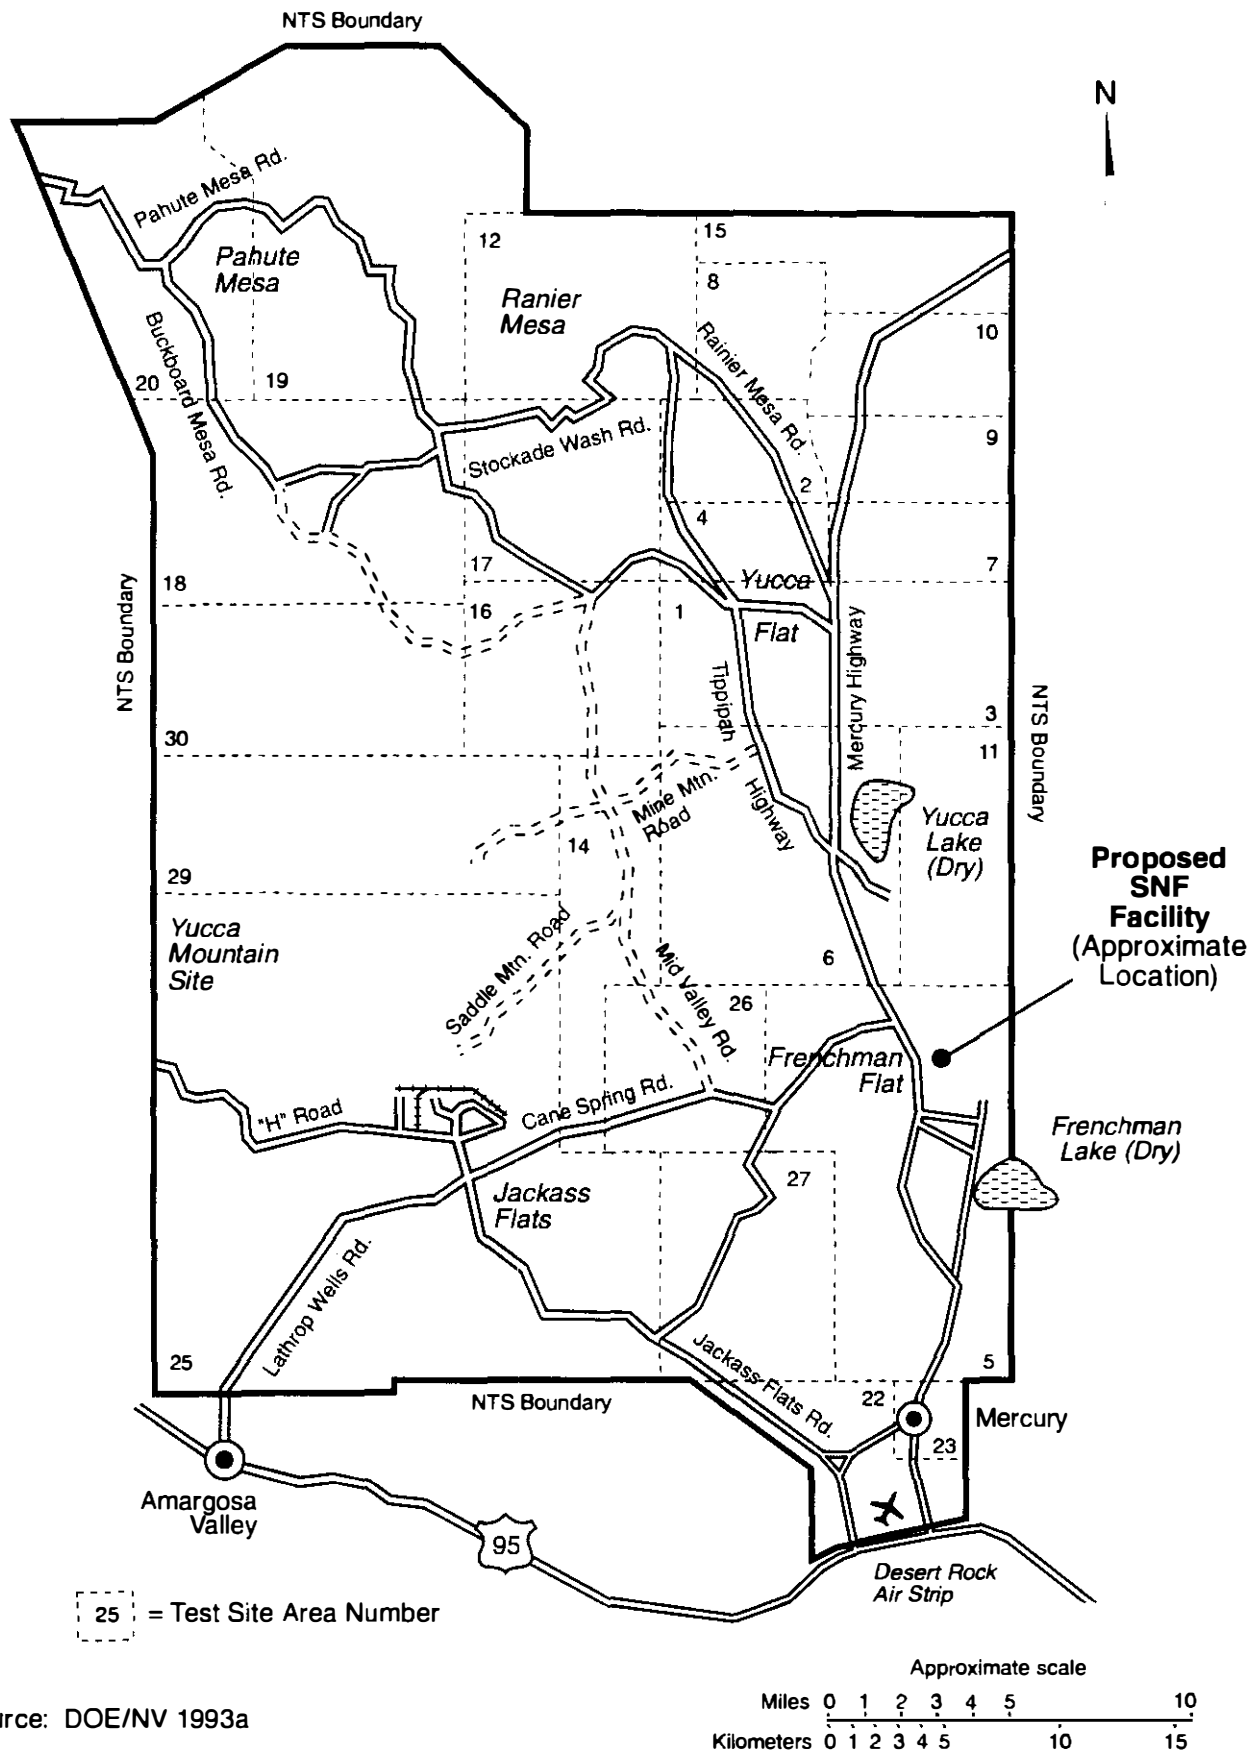 NTS Boundary
N
Pahute Mesa Rd.
Pahute
Mesa
12
15
8
Ranier
Mesa
10
Buckboard Mesa Rd.
Rainier Mesa Rd.
20
19
Stockade Wash Rd.
9
2
4
17
7
18
Yucca
Flat
16
1
NTS Boundary
Tippipah
Highway
Mercury Highway
3
NTS Boundary
30
11
Mine Mtn.
Road
Yucca
Lake
(Dry)
14
29
Proposed
SNF
Facility
(Approximate
Location)
Yucca
Mountain
Site
Saddle Mtn. Road
Mid Valley Rd.
6
26
Frenchman
Flat
"H" Road
Cane Spring Rd.
Frenchman
Lake (Dry)
27
Jackass
Flats
Lathrop Wells Rd.
25
Jackass Flats Rd.
5
NTS Boundary
22
Mercury
23
Amargosa
Valley
95
Desert Rock
Air Strip
25 = Test Site Area Number
Approximate scale
Miles 0 1 2 3 4 5 10
Kilometers 0 1 2 3 4 5 10 15
rce: DOE/NV 1993a